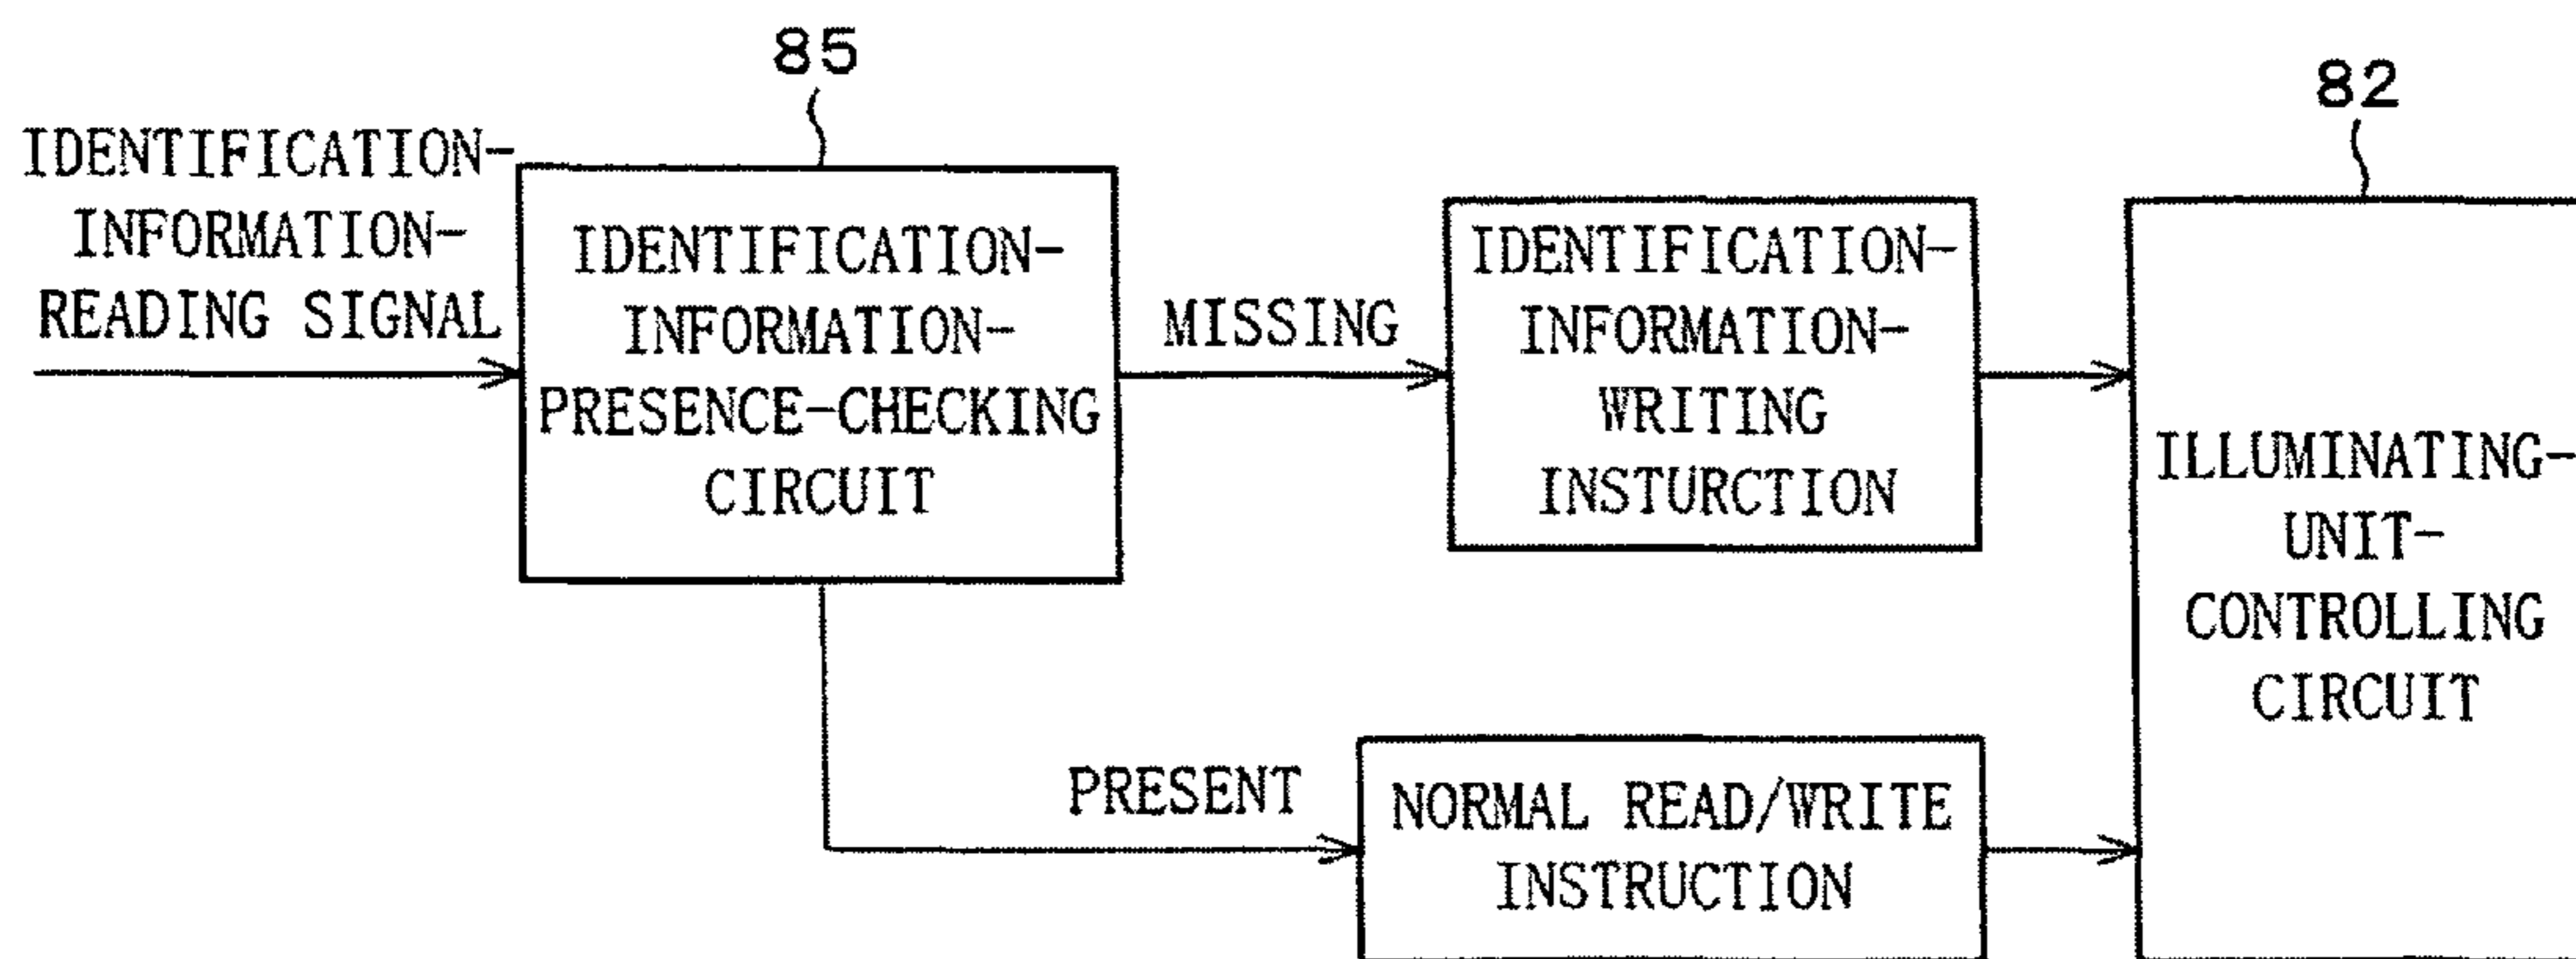 85
82
IDENTIFICATION-
INFORMATION-
READING SIGNAL
IDENTIFICATION-
INFORMATION-
PRESENCE-CHECKING
CIRCUIT
MISSING
IDENTIFICATION-
INFORMATION-
WRITING
INSTURCTION
ILLUMINATING-
UNIT-
CONTROLLING
CIRCUIT
PRESENT
NORMAL READ/WRITE
INSTRUCTION